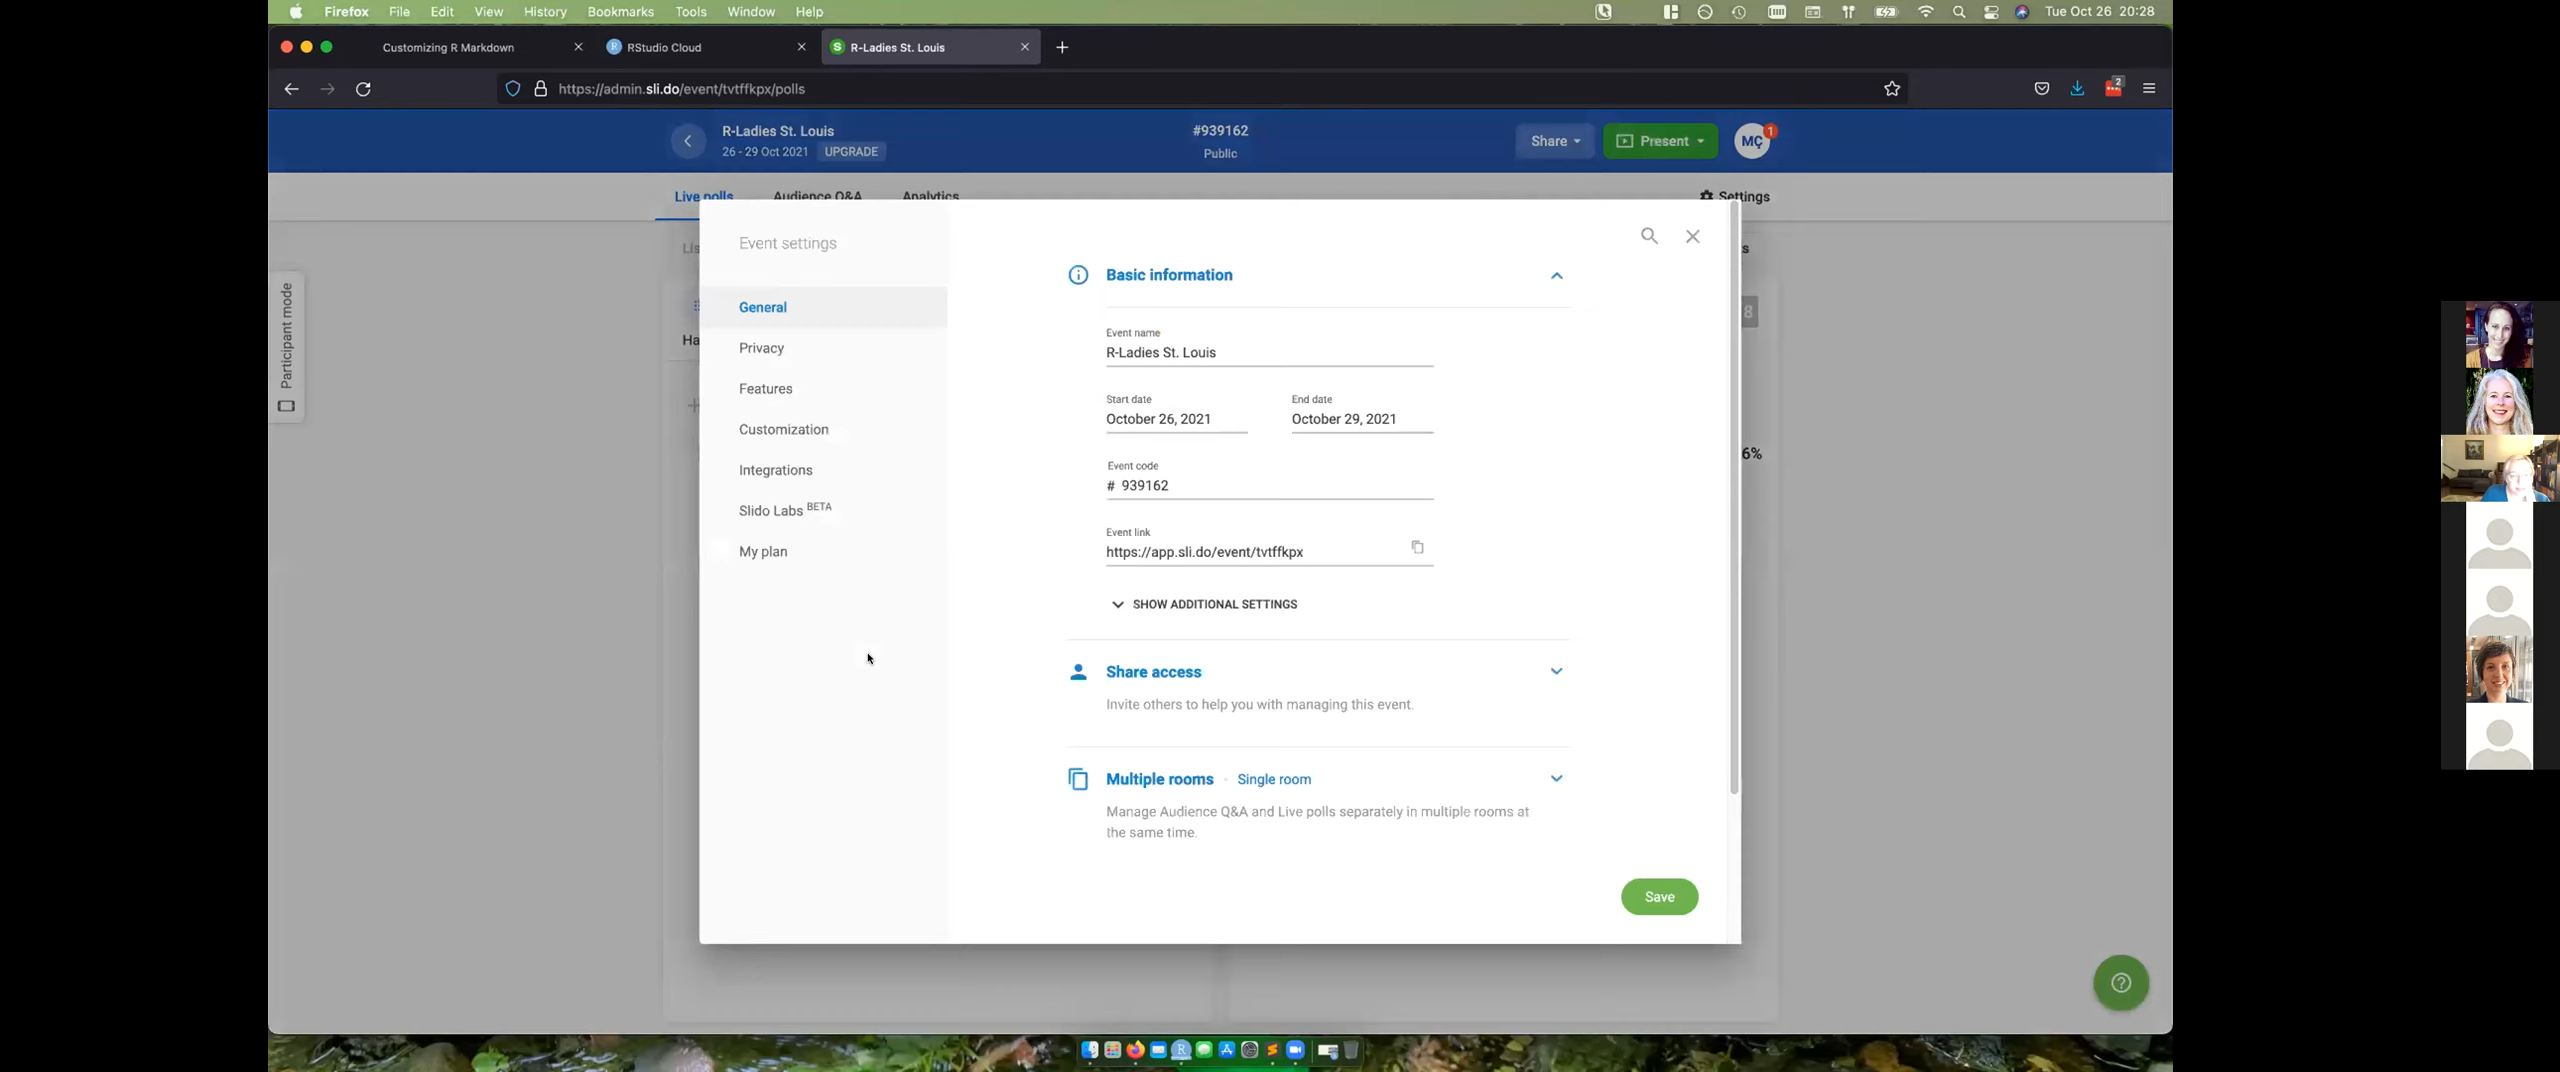 Firefox File Edit View History Bookmarks Tools Window Help Tue Oct 26 20:28
Customizing R Markdown RStudio Cloud R-Ladies St. Louis
https://admin.sli.do/event/tvtffkpx/polls 2
R-Ladies St. Louis
26 - 29 Oct 2021 UPGRADE
#939162
Public
Share Present MÇ 1
Live polls Audience Q&A Analytics Settings
Participant mode
Lis
Ha
s
8
6%
Event settings
General
Privacy
Features
Customization
Integrations
Slido Labs BETA
My plan
Basic information
Event name
R-Ladies St. Louis
Start date End date
October 26, 2021 October 29, 2021
Event code
# 939162
Event link
https://app.sli.do/event/tvtffkpx
SHOW ADDITIONAL SETTINGS
Share access
Invite others to help you with managing this event.
Multiple rooms · Single room
Manage Audience Q&A and Live polls separately in multiple rooms at
the same time.
Save